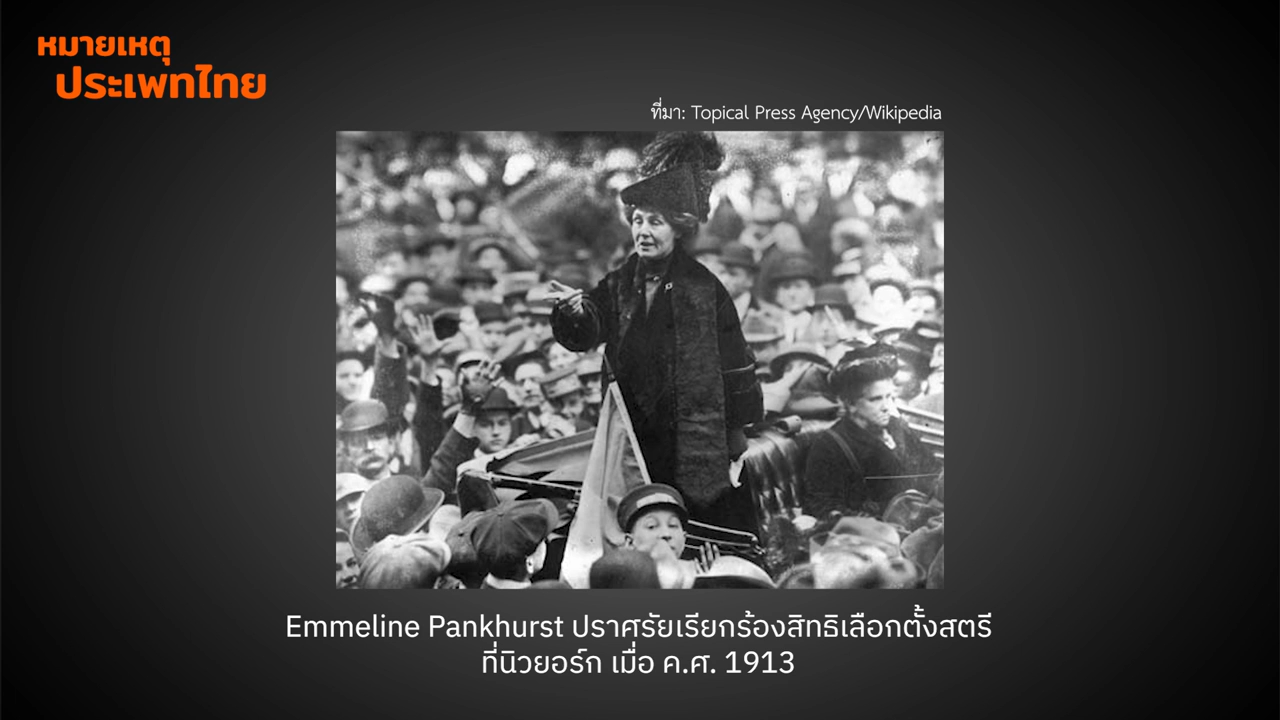 หมายเหตุ
ประเพทไทย
ที่มา: Topical Press Agency/Wikipedia
Emmeline Pankhurst ปราศรัยเรียกร้องสิทธิเลือกตั้งสตรี
ที่นิวยอร์ก เมื่อ ค.ศ. 1913